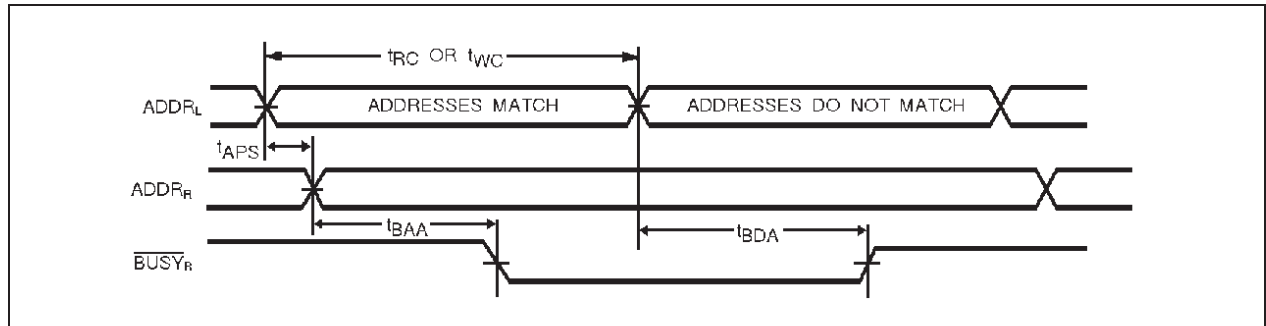 tRC OR tWC
ADDRL ADDRESSES MATCH ADDRESSES DO NOT MATCH
tAPS
ADDRR
tBAA tBDA
BUSYR